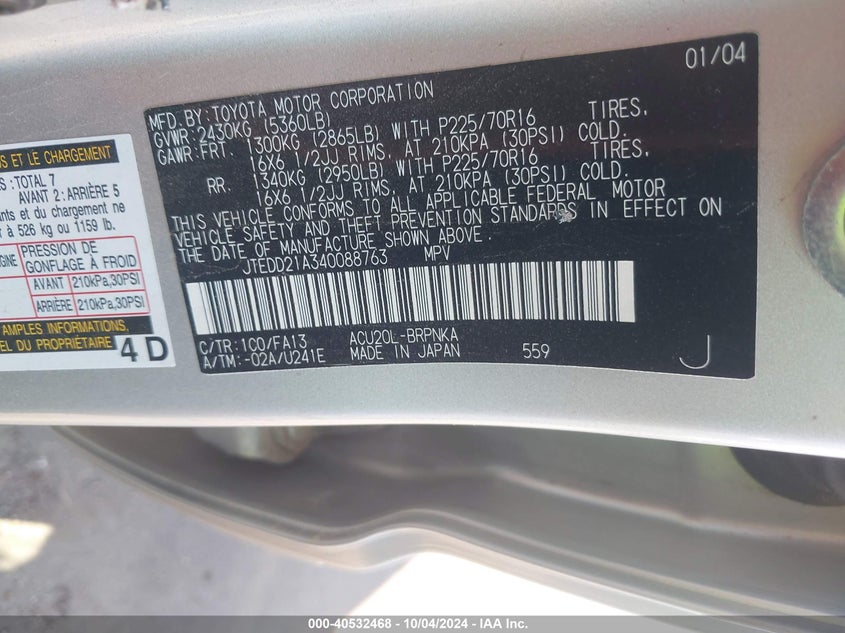 01/04
MFD. BY: TOYOTA MOTOR CORPORATION
GVWR: 2430KG (5360LB)
GAWR: FRT. 1300KG (2865LB) WITH P225/70R16 TIRES,
16X6 1/2JJ RIMS, AT 210KPA (30PSI) COLD.
RR. 1340KG (2950LB) WITH P225/70R16 TIRES,
16X6 1/2JJ RIMS, AT 210KPA (30PSI) COLD.
THIS VEHICLE CONFORMS TO ALL APPLICABLE FEDERAL MOTOR
VEHICLE SAFETY AND THEFT PREVENTION STANDARDS IN EFFECT ON
THE DATE OF MANUFACTURE SHOWN ABOVE.
JTEDD21A340088763 MPV
C/TR: 1C0/FA13 ACU20L-BRPNKA
A/TM: -02A/U241E MADE IN JAPAN 559
J
US ET LE CHARGEMENT
: TOTAL 7
AVANT 2: ARRIÈRE 5
et du chargement ne
à 526 kg ou 1159 lb.
PRESSION DE
GONFLAGE À FROID
AVANT 210kPa,30PSI
ARRIÈRE 210kPa,30PSI
AMPLES INFORMATIONS,
DU PROPRIÉTAIRE
4 D
000-40532468 - 10/04/2024 - IAA Inc.